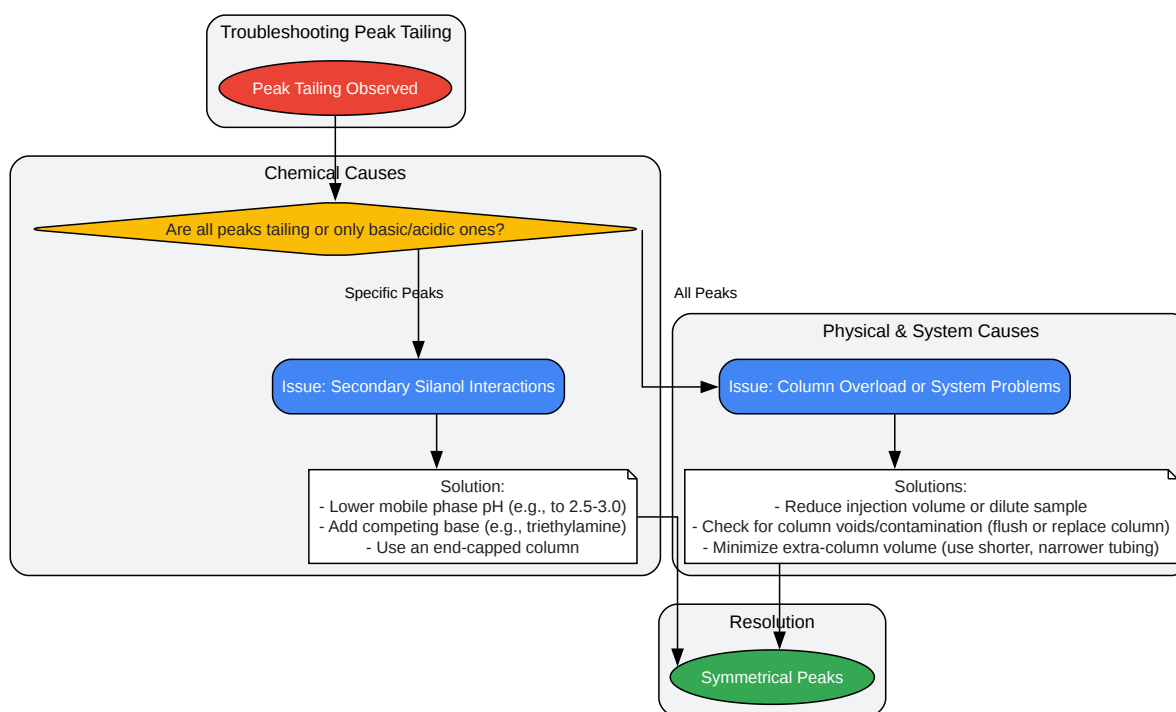 Troubleshooting Peak Tailing
Peak Tailing Observed
Chemical Causes
Are all peaks tailing or only basic/acidic ones?
Specific Peaks
All Peaks
Physical & System Causes
Issue: Secondary Silanol Interactions
Issue: Column Overload or System Problems
Solution:
- Lower mobile phase pH (e.g., to 2.5-3.0)
- Add competing base (e.g., triethylamine)
- Use an end-capped column
Solutions:
- Reduce injection volume or dilute sample
- Check for column voids/contamination (flush or replace column)
- Minimize extra-column volume (use shorter, narrower tubing)
Resolution
Symmetrical Peaks